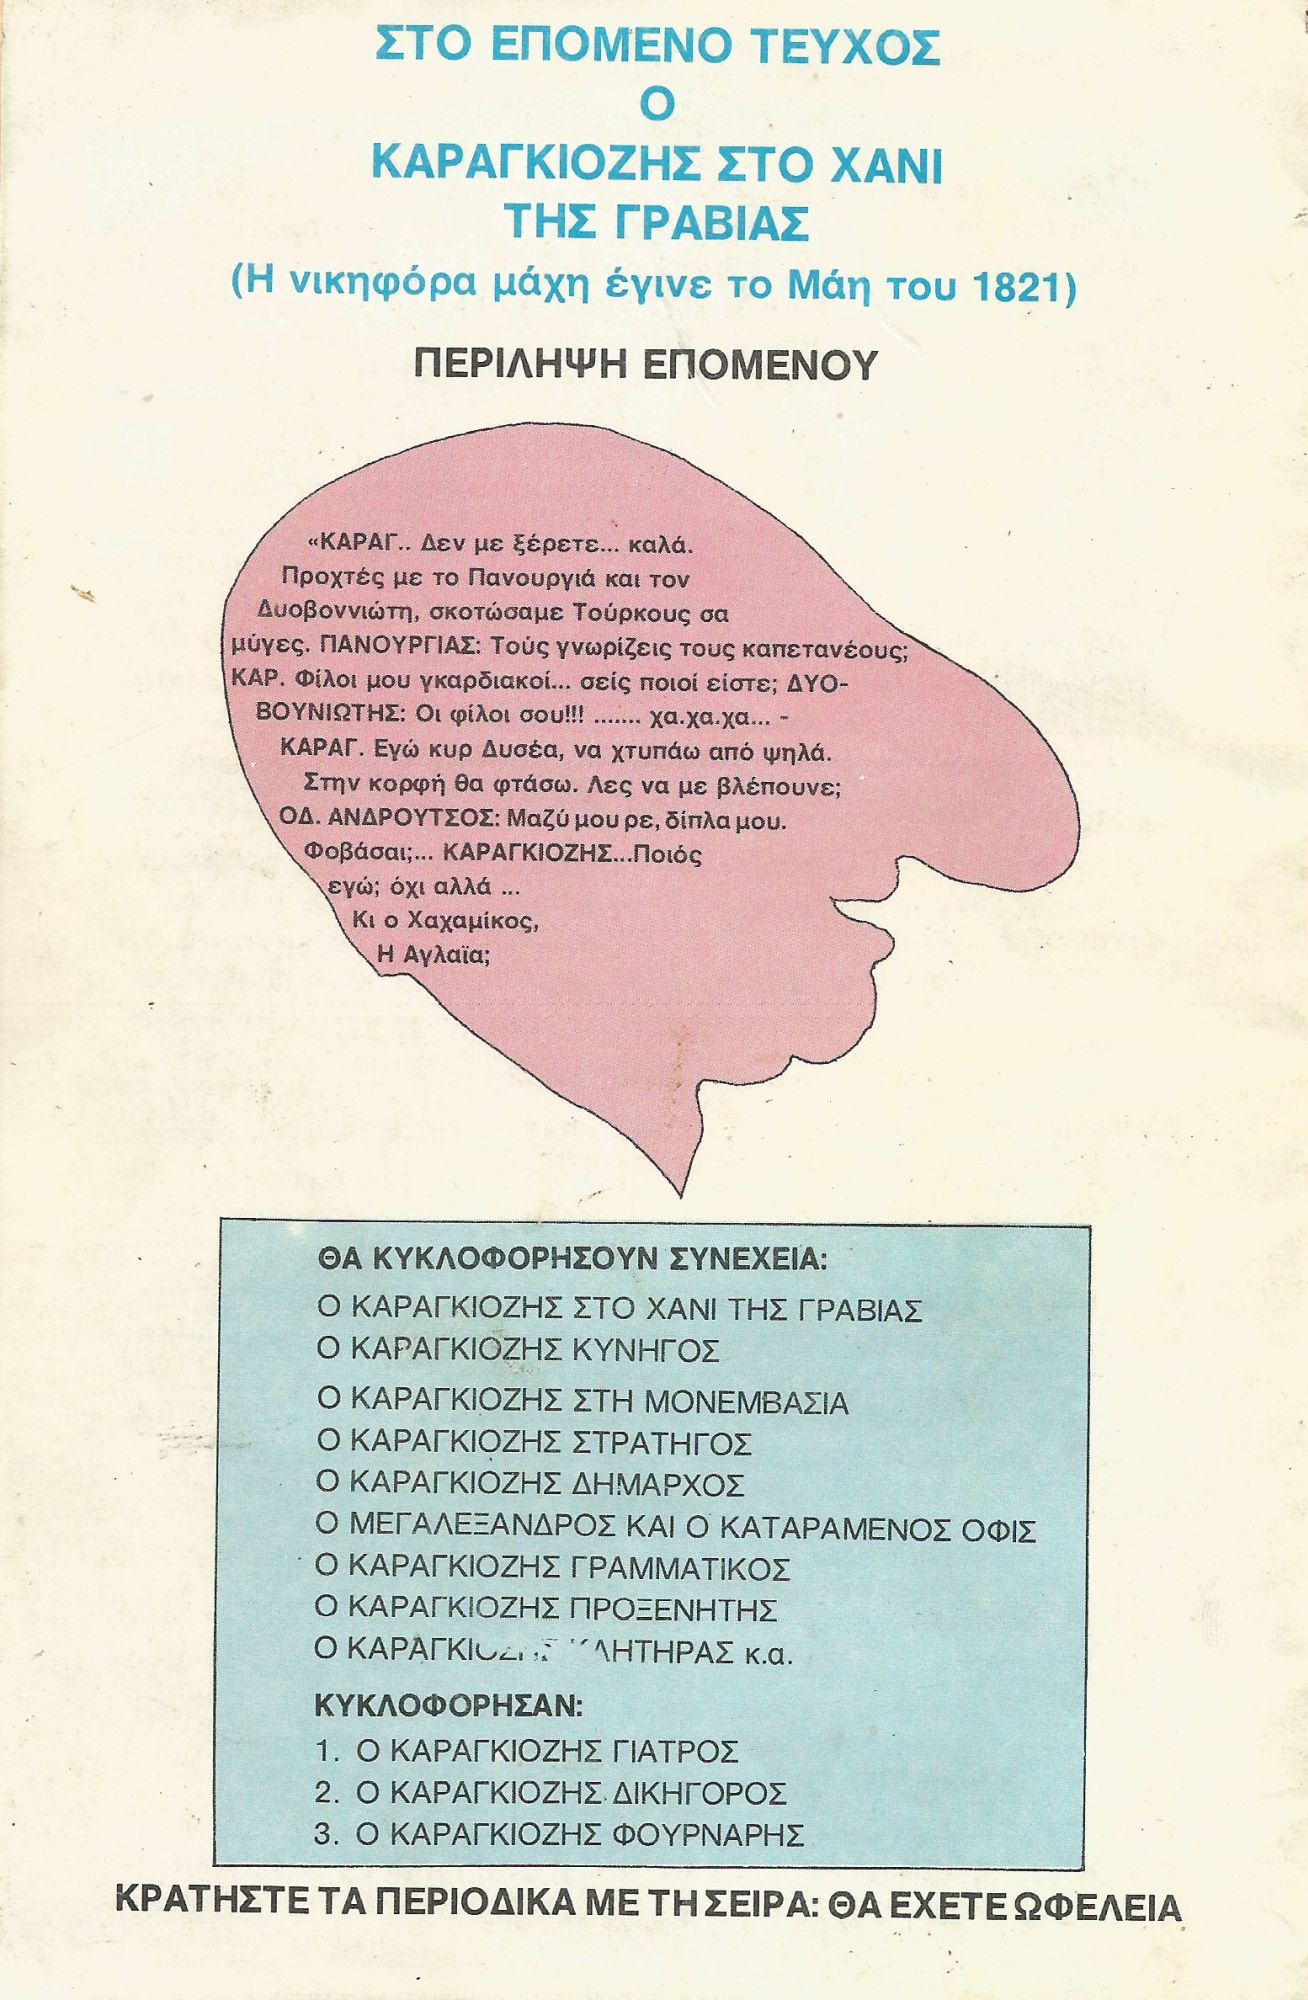 ΣΤΟ ΕΠΟΜΕΝΟ ΤΕΥΧΟΣ
Ο
ΚΑΡΑΓΚΙΟΖΗΣ ΣΤΟ ΧΑΝΙ
ΤΗΣ ΓΡΑΒΙΑΣ
(Η νικηφόρα μάχη έγινε το Μάη του 1821)
ΠΕΡΙΛΗΨΗ ΕΠΟΜΕΝΟΥ
«ΚΑΡΑΓ.. Δεν με ξέρετε... καλά.
Προχτές με το Πανουργιά και τον
Δυοβοννιώτη, σκοτώσαμε Τούρκους σα
μύγες. ΠΑΝΟΥΡΓΙΑΣ: Τούς γνωρίζεις τους καπετανέους;
ΚΑΡ. Φίλοι μου γκαρδιακοί... σείς ποιοί είστε; ΔΥΟ-
ΒΟΥΝΙΩΤΗΣ: Οι φίλοι σου!!! ....... χα.χα.χα... -
ΚΑΡΑΓ. Εγώ κυρ Δυσέα, να χτυπάω από ψηλά.
Στην κορφή θα φτάσω. Λες να με βλέπουνε;
ΟΔ. ΑΝΔΡΟΥΤΣΟΣ: Μαζύ μου ρε, δίπλα μου.
Φοβάσαι;... ΚΑΡΑΓΚΙΟΖΗΣ...Ποιός
εγώ; όχι αλλά ...
Κι ο Χαχαμίκος,
Η Αγλαϊα;
ΘΑ ΚΥΚΛΟΦΟΡΗΣΟΥΝ ΣΥΝΕΧΕΙΑ:
Ο ΚΑΡΑΓΚΙΟΖΗΣ ΣΤΟ ΧΑΝΙ ΤΗΣ ΓΡΑΒΙΑΣ
Ο ΚΑΡΑΓΚΙΟΖΗΣ ΚΥΝΗΓΟΣ
Ο ΚΑΡΑΓΚΙΟΖΗΣ ΣΤΗ ΜΟΝΕΜΒΑΣΙΑ
Ο ΚΑΡΑΓΚΙΟΖΗΣ ΣΤΡΑΤΗΓΟΣ
Ο ΚΑΡΑΓΚΙΟΖΗΣ ΔΗΜΑΡΧΟΣ
Ο ΜΕΓΑΛΕΞΑΝΔΡΟΣ ΚΑΙ Ο ΚΑΤΑΡΑΜΕΝΟΣ ΟΦΙΣ
Ο ΚΑΡΑΓΚΙΟΖΗΣ ΓΡΑΜΜΑΤΙΚΟΣ
Ο ΚΑΡΑΓΚΙΟΖΗΣ ΠΡΟΞΕΝΗΤΗΣ
Ο ΚΑΡΑΓΚΙΟΖΗΣ ΚΛΗΤΗΡΑΣ κ.α.
ΚΥΚΛΟΦΟΡΗΣΑΝ:
1. Ο ΚΑΡΑΓΚΙΟΖΗΣ ΓΙΑΤΡΟΣ
2. Ο ΚΑΡΑΓΚΙΟΖΗΣ ΔΙΚΗΓΟΡΟΣ
3. Ο ΚΑΡΑΓΚΙΟΖΗΣ ΦΟΥΡΝΑΡΗΣ
ΚΡΑΤΗΣΤΕ ΤΑ ΠΕΡΙΟΔΙΚΑ ΜΕ ΤΗ ΣΕΙΡΑ: ΘΑ ΕΧΕΤΕ ΩΦΕΛΕΙΑ